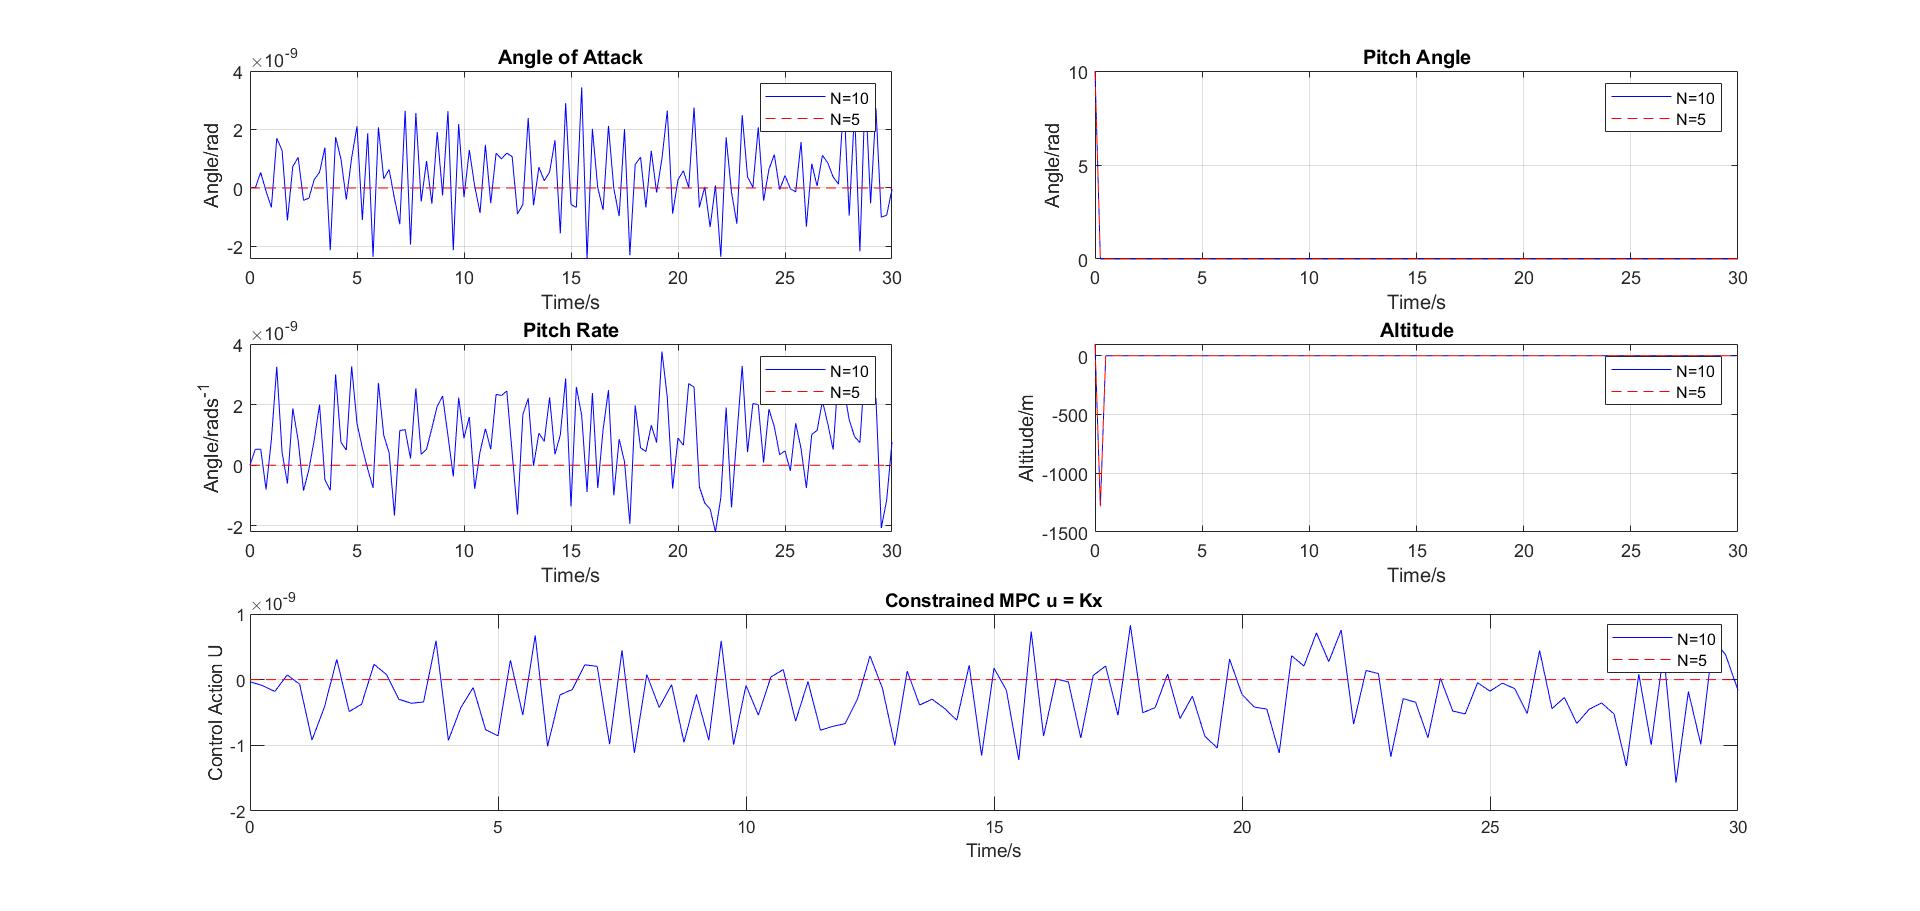 Angle of Attack
×10^-9
4
2
0
-2
Angle/rad
N=10
N=5
0 5 10 15 20 25 30
Time/s
Pitch Angle
10
5
0
Angle/rad
N=10
N=5
0 5 10 15 20 25 30
Time/s
Pitch Rate
×10^-9
4
2
0
-2
Angle/rads^-1
N=10
N=5
0 5 10 15 20 25 30
Time/s
Altitude
0
-500
-1000
-1500
Altitude/m
N=10
N=5
0 5 10 15 20 25 30
Time/s
Constrained MPC u = Kx
×10^-9
1
0
-1
-2
Control Action U
N=10
N=5
0 5 10 15 20 25 30
Time/s